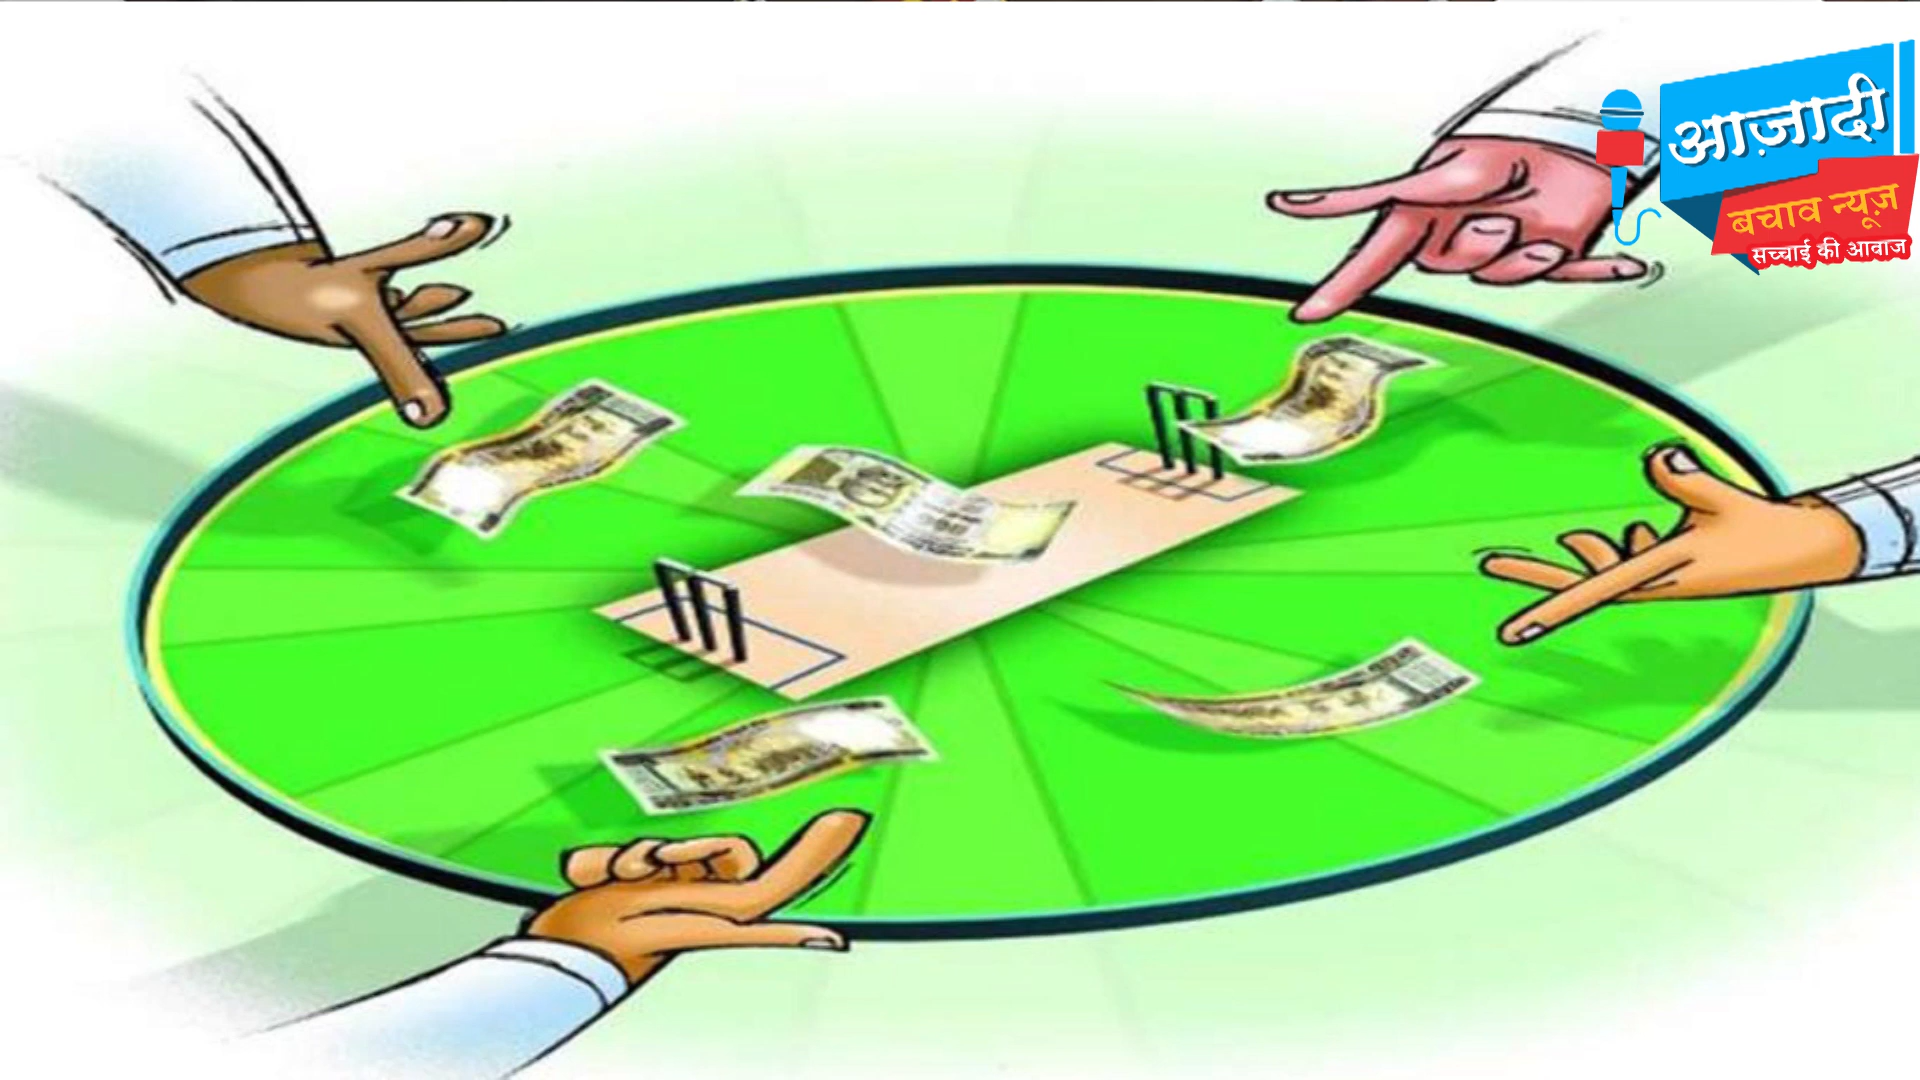 आज़ादी
बचाव न्यूज़
सच्चाई की आवाज